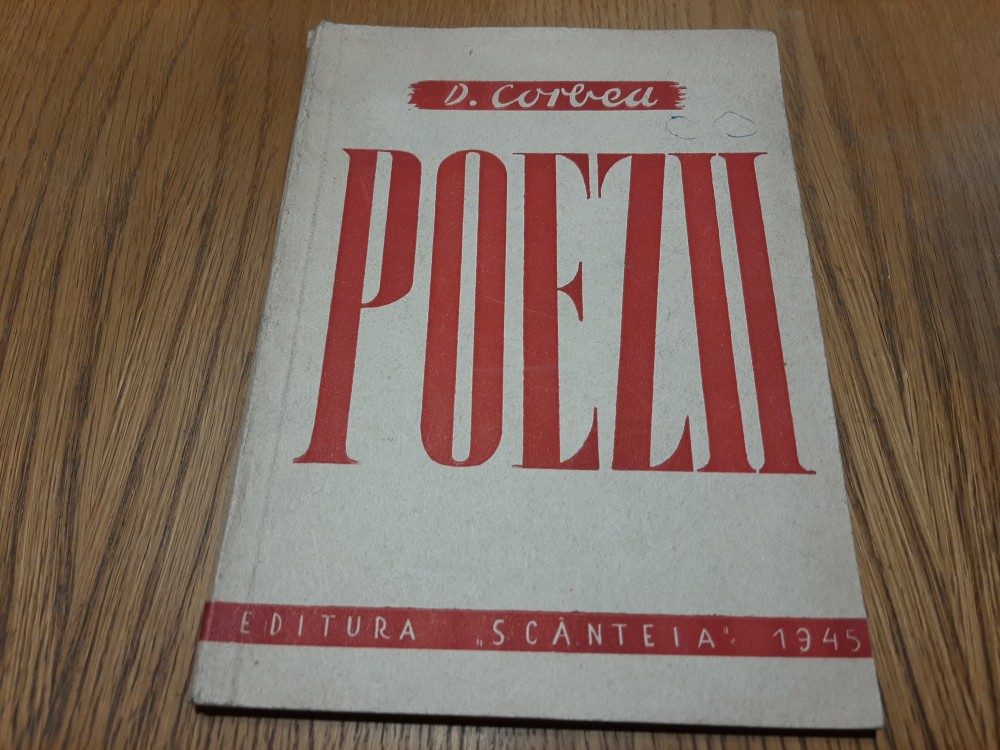 D. Corbea
POEZII
EDITURA „SCÂNTEIA” 1945